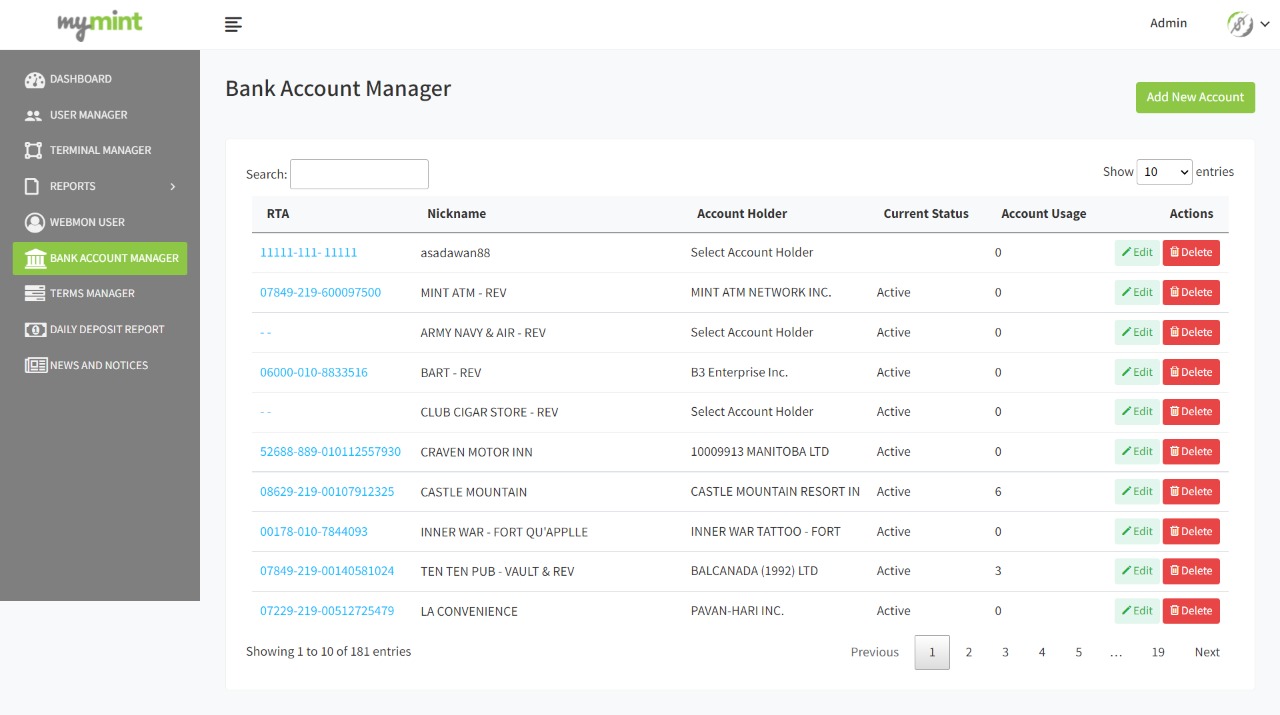 mymint
Admin
DASHBOARD
USER MANAGER
TERMINAL MANAGER
REPORTS
WEBMON USER
BANK ACCOUNT MANAGER
TERMS MANAGER
DAILY DEPOSIT REPORT
NEWS AND NOTICES
Bank Account Manager
Add New Account
Search: Show 10 entries
RTA Nickname Account Holder Current Status Account Usage Actions
11111-111- 11111 asadawan88 Select Account Holder 0 Edit Delete
07849-219-600097500 MINT ATM - REV MINT ATM NETWORK INC. Active 0 Edit Delete
- - ARMY NAVY & AIR - REV Select Account Holder Active 0 Edit Delete
06000-010-8833516 BART - REV B3 Enterprise Inc. Active 0 Edit Delete
- - CLUB CIGAR STORE - REV Select Account Holder Active 0 Edit Delete
52688-889-010112557930 CRAVEN MOTOR INN 10009913 MANITOBA LTD Active 0 Edit Delete
08629-219-00107912325 CASTLE MOUNTAIN CASTLE MOUNTAIN RESORT IN Active 6 Edit Delete
00178-010-7844093 INNER WAR - FORT QU'APPLLE INNER WAR TATTOO - FORT Active 0 Edit Delete
07849-219-00140581024 TEN TEN PUB - VAULT & REV BALCANADA (1992) LTD Active 3 Edit Delete
07229-219-00512725479 LA CONVENIENCE PAVAN-HARI INC. Active 0 Edit Delete
Showing 1 to 10 of 181 entries Previous 1 2 3 4 5 … 19 Next